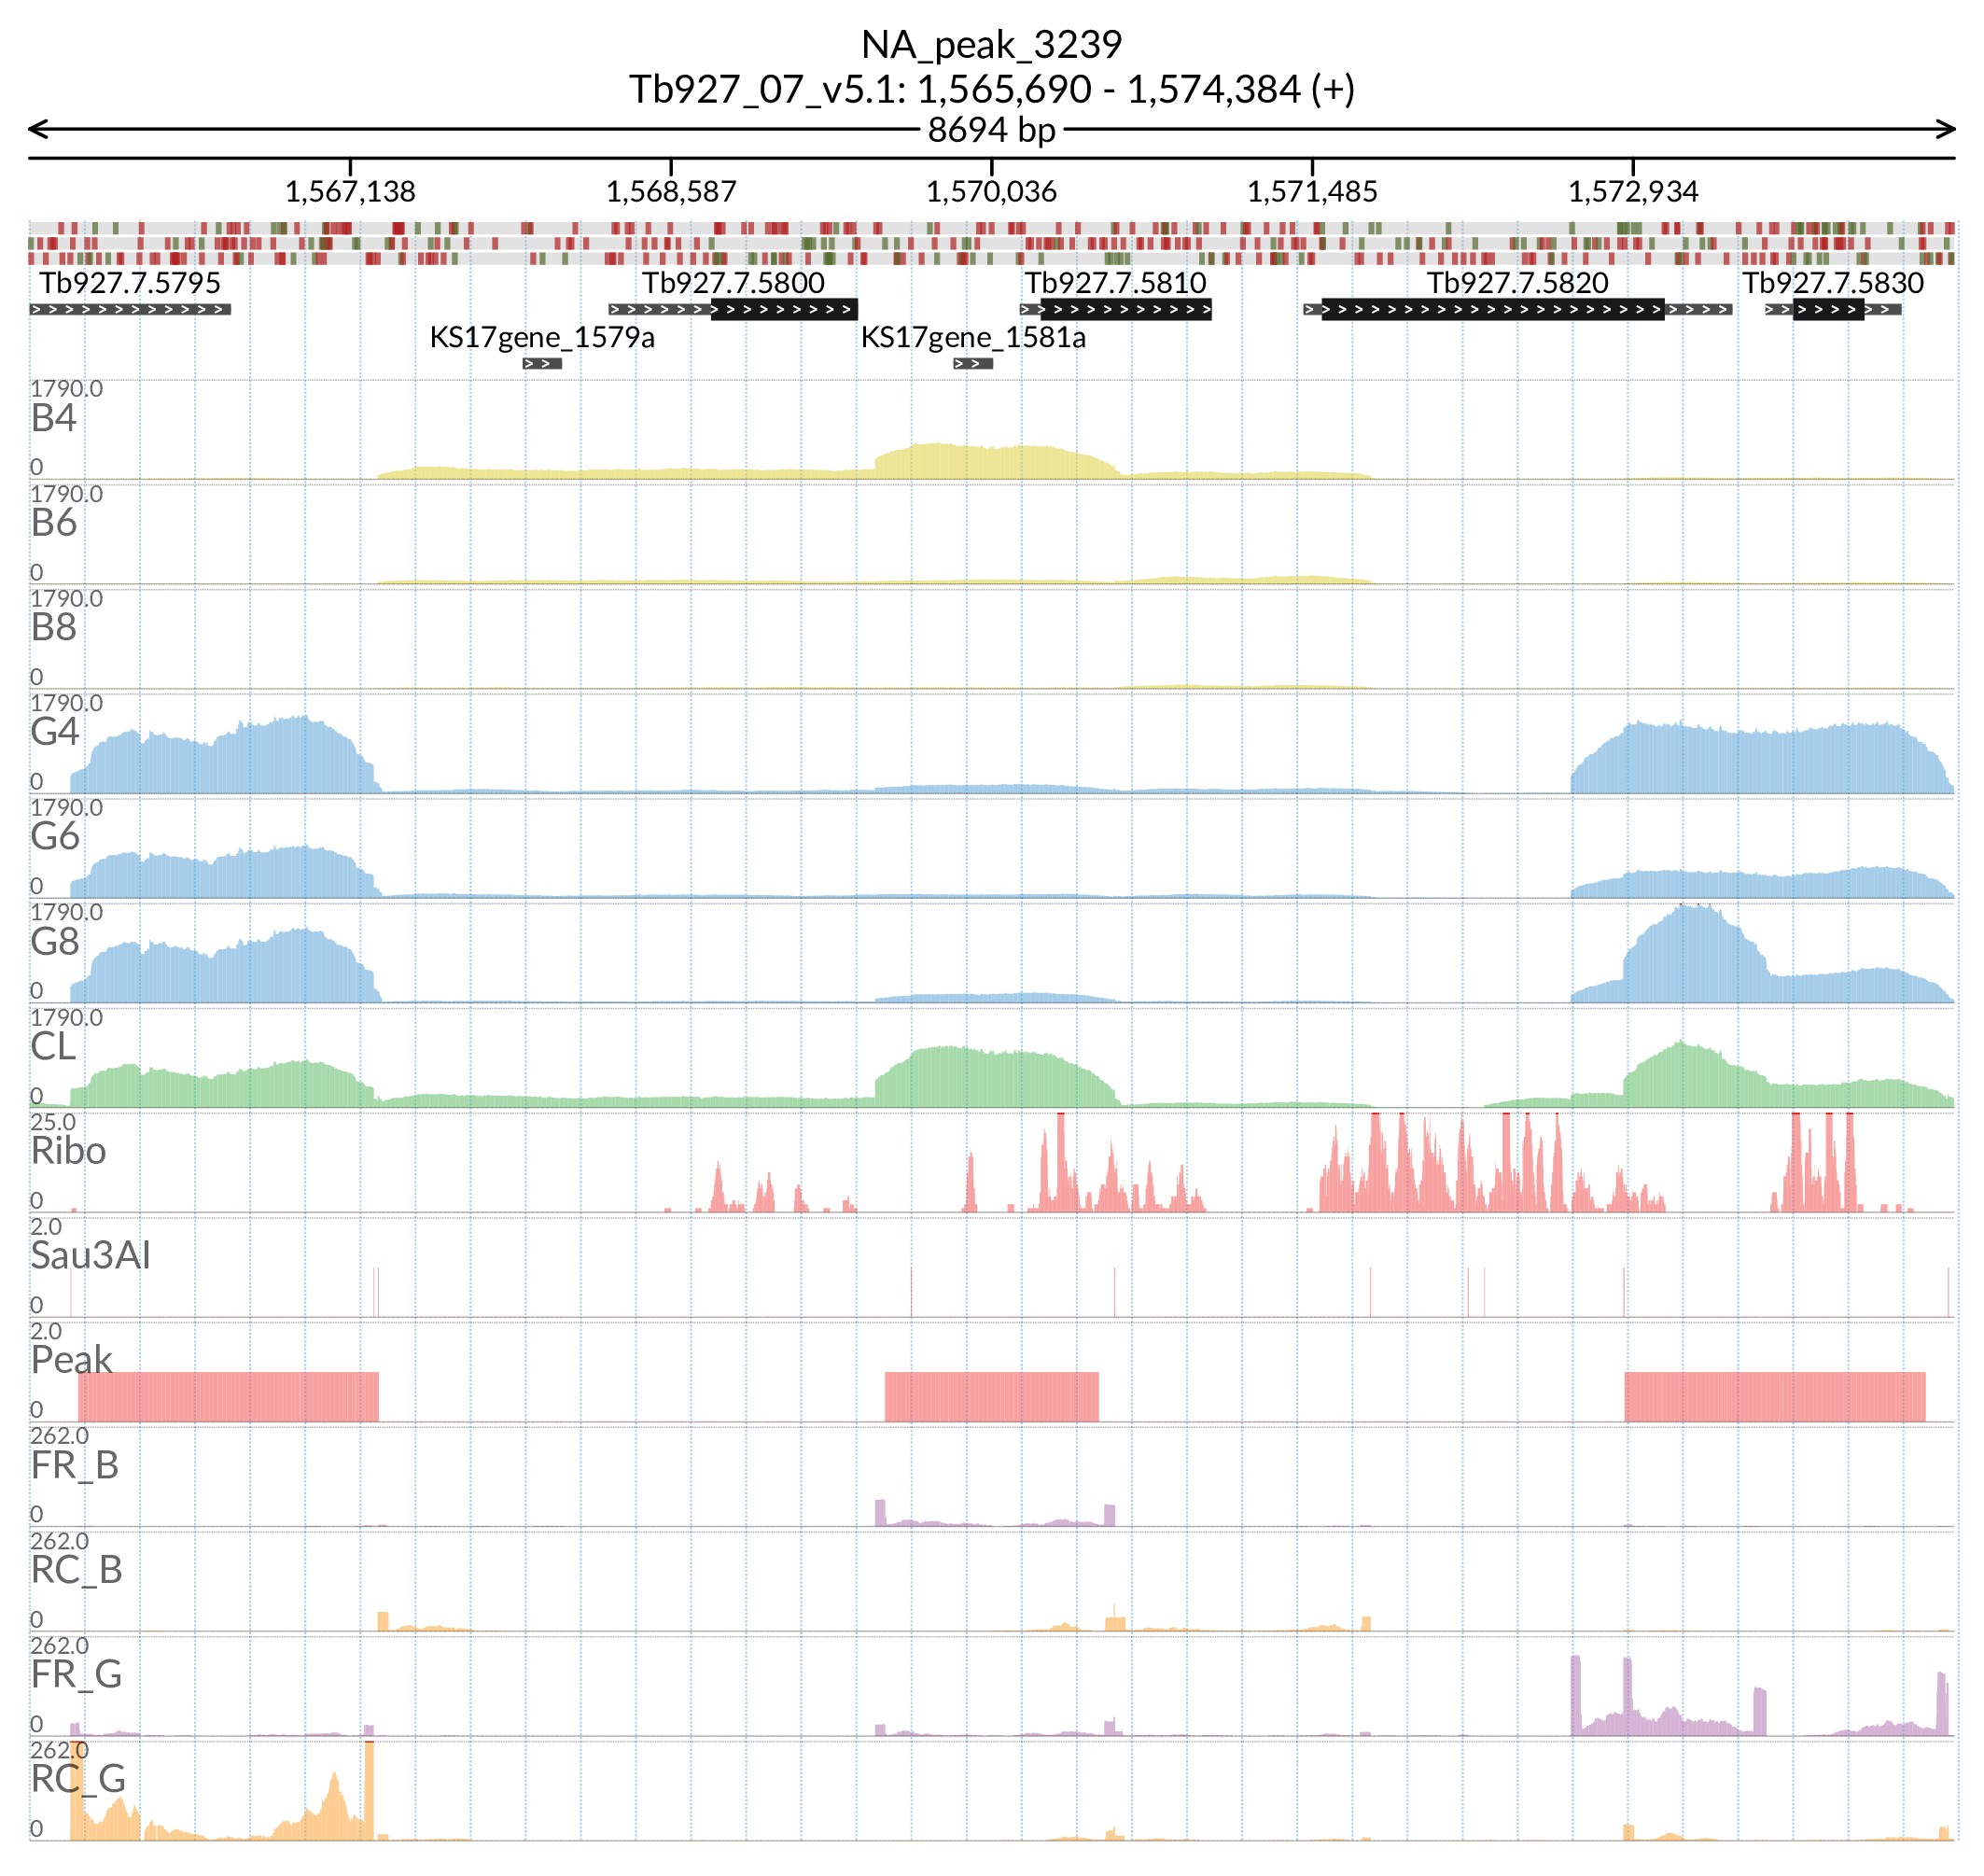 NA_peak_3239
Tb927_07_v5.1: 1,565,690 - 1,574,384 (+)
8694 bp
1,567,138 1,568,587 1,570,036 1,571,485 1,572,934
Tb927.7.5795 Tb927.7.5800 Tb927.7.5810 Tb927.7.5820 Tb927.7.5830
KS17gene_1579a KS17gene_1581a
1790.0
B4
0
1790.0
B6
0
1790.0
B8
0
1790.0
G4
0
1790.0
G6
0
1790.0
G8
0
1790.0
CL
0
25.0
Ribo
0
2.0
Sau3AI
0
2.0
Peak
0
262.0
FR_B
0
262.0
RC_B
0
262.0
FR_G
0
262.0
RC_G
0